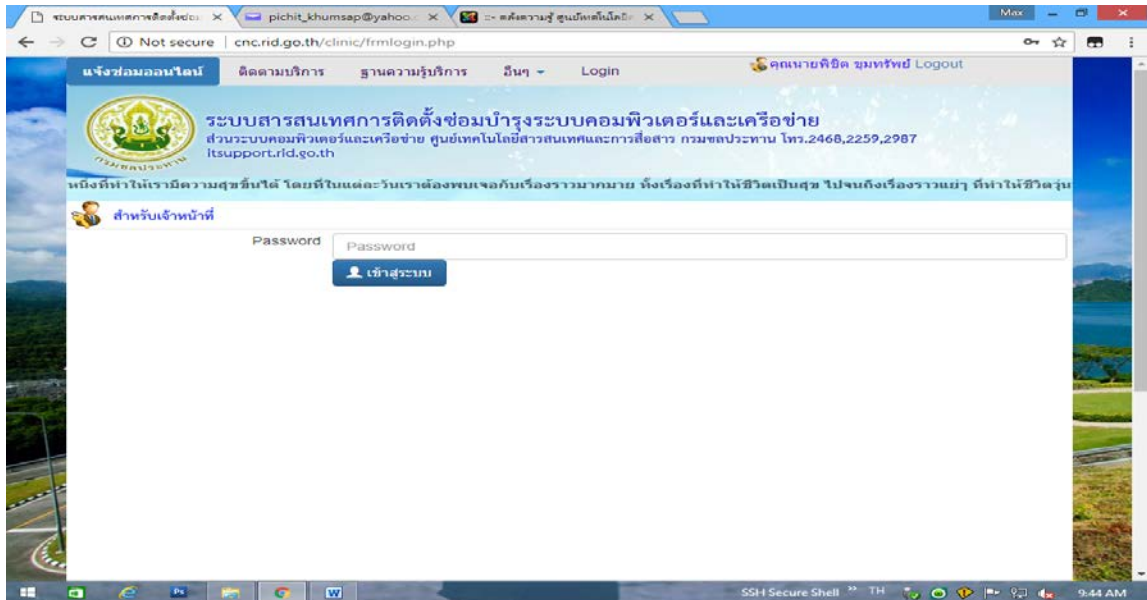 ระบบสารสนเทศการติดตั้งซ่อ pichit_khumsap@yahoo.c :- คลังความรู้ ศูนย์เทคโนโลยี Max
Not secure cnc.rid.go.th/clinic/frmlogin.php
แจ้งซ่อมออนไลน์ ติดตามบริการ ฐานความรู้บริการ อื่นๆ Login คุณนายพิชิต ขุมทรัพย์ Logout
ระบบสารสนเทศการติดตั้งซ่อมบำรุงระบบคอมพิวเตอร์และเครือข่าย
ส่วนระบบคอมพิวเตอร์และเครือข่าย ศูนย์เทคโนโลยีสารสนเทศและการสื่อสาร กรมชลประทาน โทร.2468,2259,2987
itsupport.rid.go.th
กรมชลประทาน
หนึ่งที่ทำให้เรามีความสุขขึ้นได้ โดยที่ในแต่ละวันเราต้องพบเจอกับเรื่องราวมากมาย ทั้งเรื่องที่ทำให้ชีวิตเป็นสุข ไปจนถึงเรื่องราวแย่ๆ ที่ทำให้ชีวิตวุ่น
สำหรับเจ้าหน้าที่
Password Password
เข้าสู่ระบบ
Ps W SSH Secure Shell TH 9:44 AM